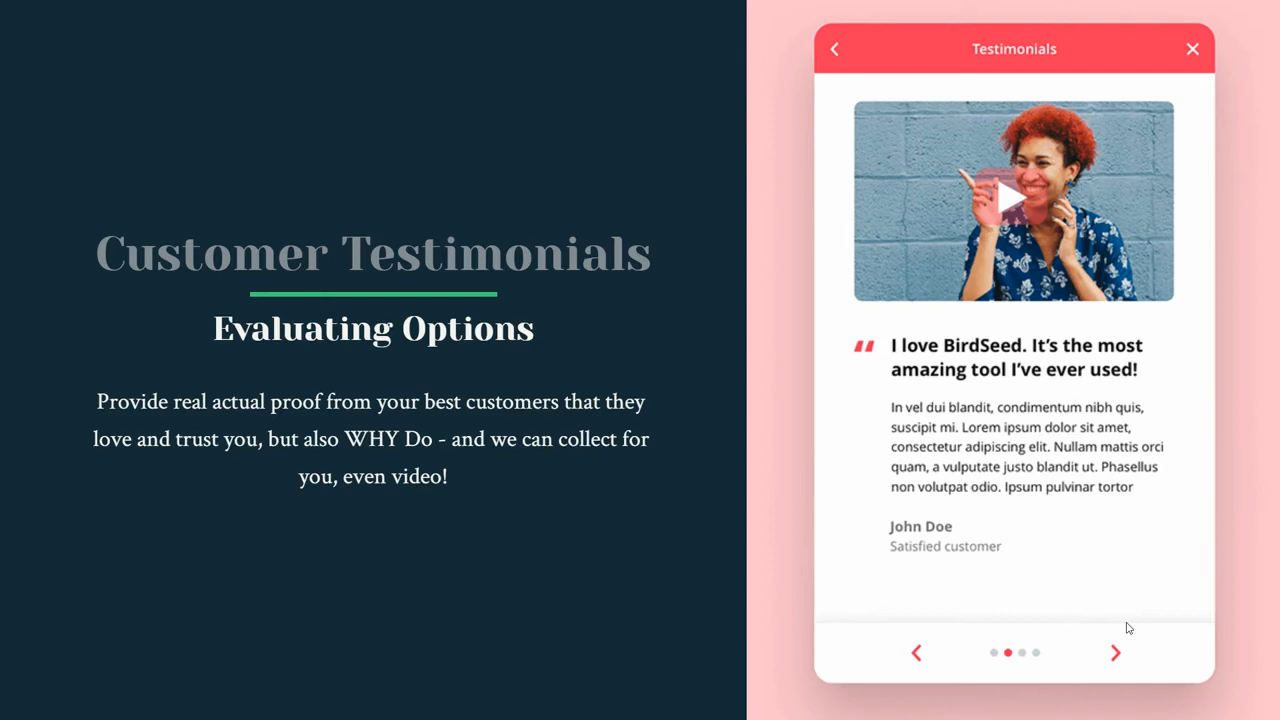 Customer Testimonials
Evaluating Options
Provide real actual proof from your best customers that they
love and trust you, but also WHY Do - and we can collect for
you, even video!
Testimonials
“ I love BirdSeed. It’s the most
amazing tool I’ve ever used!
In vel dui blandit, condimentum nibh quis,
suscipit mi. Lorem ipsum dolor sit amet,
consectetur adipiscing elit. Nullam mattis orci
quam, a vulputate justo blandit ut. Phasellus
non volutpat odio. Ipsum pulvinar tortor
John Doe
Satisfied customer